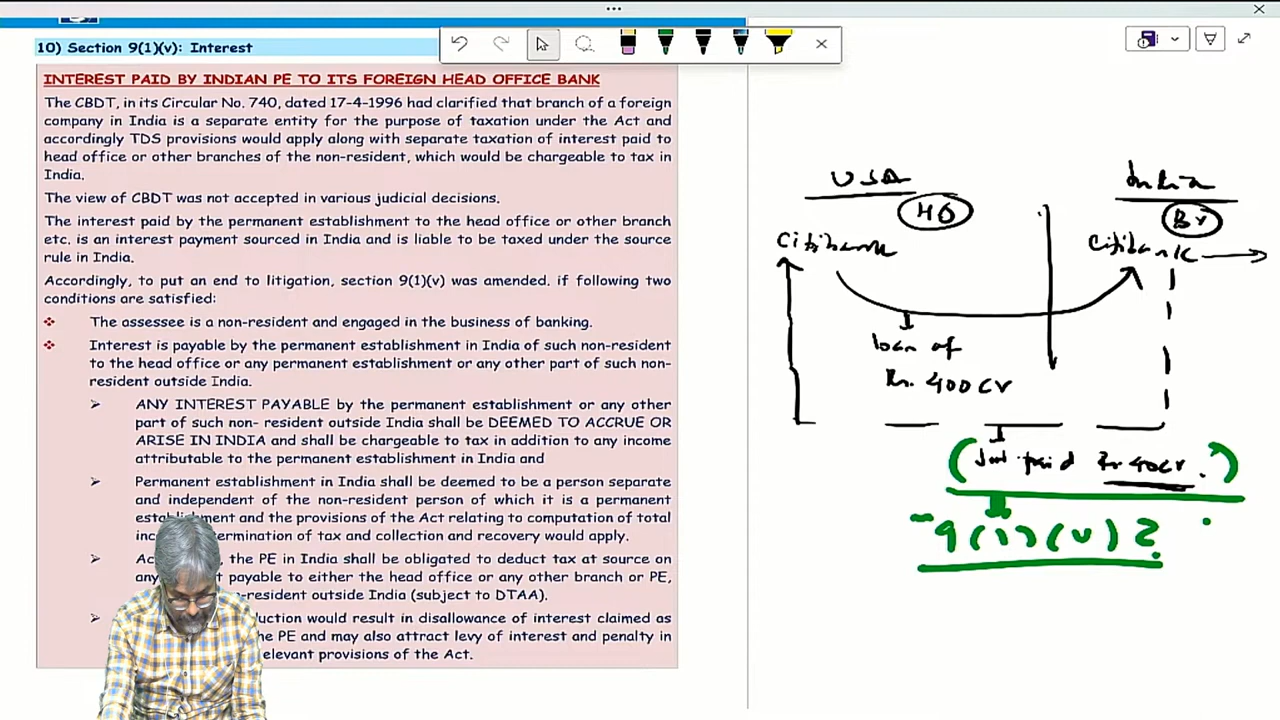 10) Section 9(1)(v): Interest
INTEREST PAID BY INDIAN PE TO ITS FOREIGN HEAD OFFICE BANK
The CBDT, in its Circular No. 740, dated 17-4-1996 had clarified that branch of a foreign
company in India is a separate entity for the purpose of taxation under the Act and
accordingly TDS provisions would apply along with separate taxation of interest paid to
head office or other branches of the non-resident, which would be chargeable to tax in
India.
The view of CBDT was not accepted in various judicial decisions.
The interest paid by the permanent establishment to the head office or other branch
etc. is an interest payment sourced in India and is liable to be taxed under the source
rule in India.
Accordingly, to put an end to litigation, section 9(1)(v) was amended. if following two
conditions are satisfied:
❖ The assessee is a non-resident and engaged in the business of banking.
❖ Interest is payable by the permanent establishment in India of such non-resident
to the head office or any permanent establishment or any other part of such non-
resident outside India.
➢ ANY INTEREST PAYABLE by the permanent establishment or any other
part of such non- resident outside India shall be DEEMED TO ACCRUE OR
ARISE IN INDIA and shall be chargeable to tax in addition to any income
attributable to the permanent establishment in India and
➢ Permanent establishment in India shall be deemed to be a person separate
and independent of the non-resident person of which it is a permanent
establishment and the provisions of the Act relating to computation of total
termination of tax and collection and recovery would apply.
➢ the PE in India shall be obligated to deduct tax at source on
payable to either the head office or any other branch or PE,
n-resident outside India (subject to DTAA).
➢ uction would result in disallowance of interest claimed as
he PE and may also attract levy of interest and penalty in
elevant provisions of the Act.
USA
HO
Citibank
India
Br
Citibank
loan of
Rs. 400cr
(Int paid Rs 40cr.)
9(1)(v)?